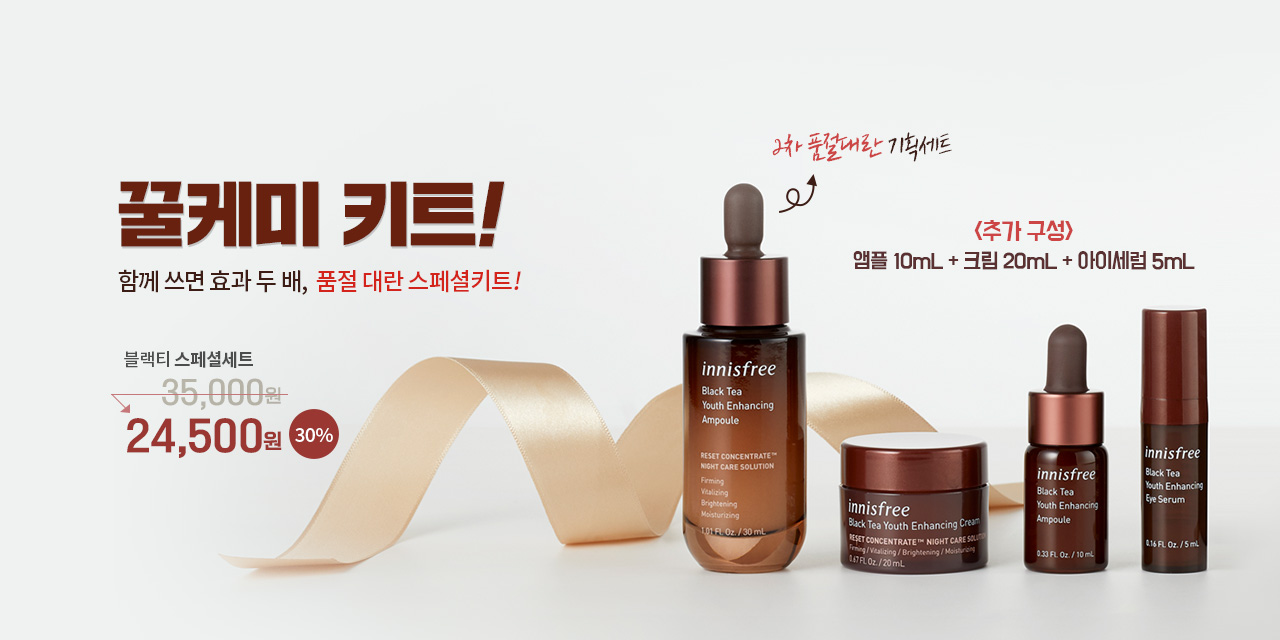 꿀케미 키트!
함께 쓰면 효과 두 배, 품절 대란 스페셜키트!
블랙티 스페셜세트
35,000원
24,500원 30%
2차 품절대란 기획세트
<추가 구성>
앰플 10mL + 크림 20mL + 아이세럼 5mL
innisfree
Black Tea
Youth Enhancing
Ampoule
RESET CONCENTRATE™
NIGHT CARE SOLUTION
Firming
Vitalizing
Brightening
Moisturizing
1.01 FL. Oz. / 30 mL
innisfree
Black Tea Youth Enhancing Cream
RESET CONCENTRATE™ NIGHT CARE SOLUTION
Firming / Vitalizing / Brightening / Moisturizing
0.67 FL. Oz. / 20 mL
innisfree
Black Tea
Youth Enhancing
Ampoule
0.33 FL. Oz. / 10 mL
innisfree
Black Tea
Youth Enhancing
Eye Serum
0.16 FL. Oz. / 5 mL